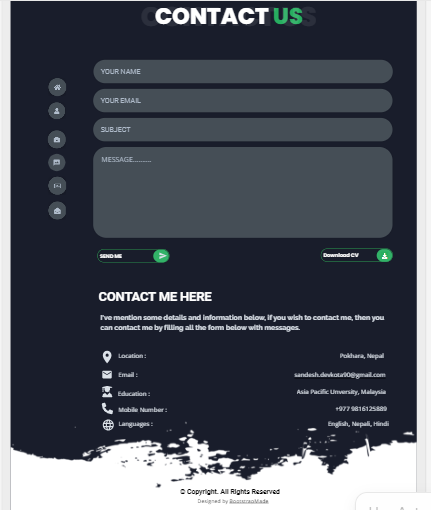 CONTACT US
YOUR NAME
YOUR EMAIL
SUBJECT
MESSAGE...........
SEND ME
Download CV
CONTACT ME HERE
I've mention some details and information below, if you wish to contact me, then you
can contact me by filling all the form below with messages.
Location : Pokhara, Nepal
Email : sandesh.devkota90@gmail.com
Education : Asia Pacific Unversity, Malaysia
Mobile Number : +977 9816125889
Languages : English, Nepali, Hindi
© Copyright. All Rights Reserved
Designed by BootstrapMade